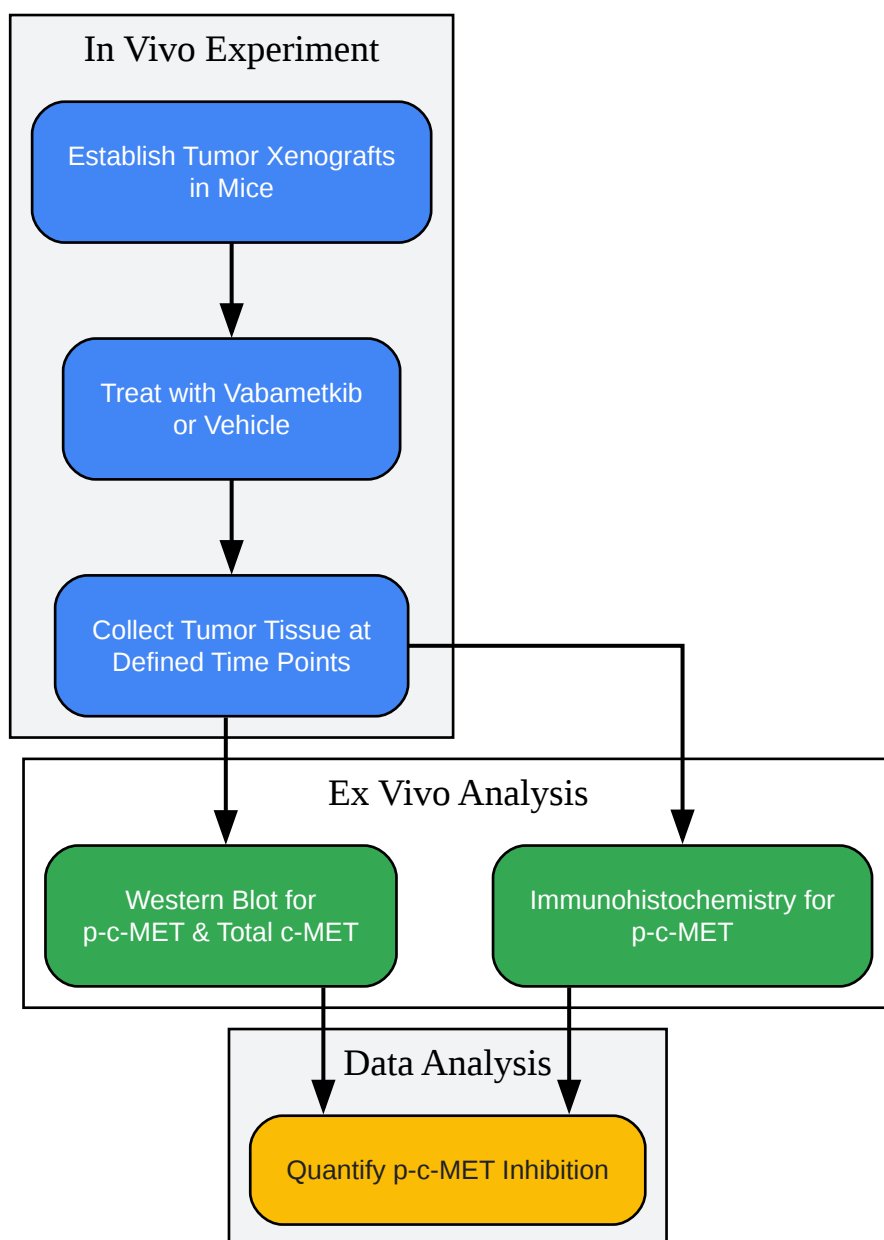 In Vivo Experiment
Establish Tumor Xenografts
in Mice
Treat with Vabametkib
or Vehicle
Collect Tumor Tissue at
Defined Time Points
Ex Vivo Analysis
Western Blot for
p-c-MET & Total c-MET
Immunohistochemistry for
p-c-MET
Data Analysis
Quantify p-c-MET Inhibition